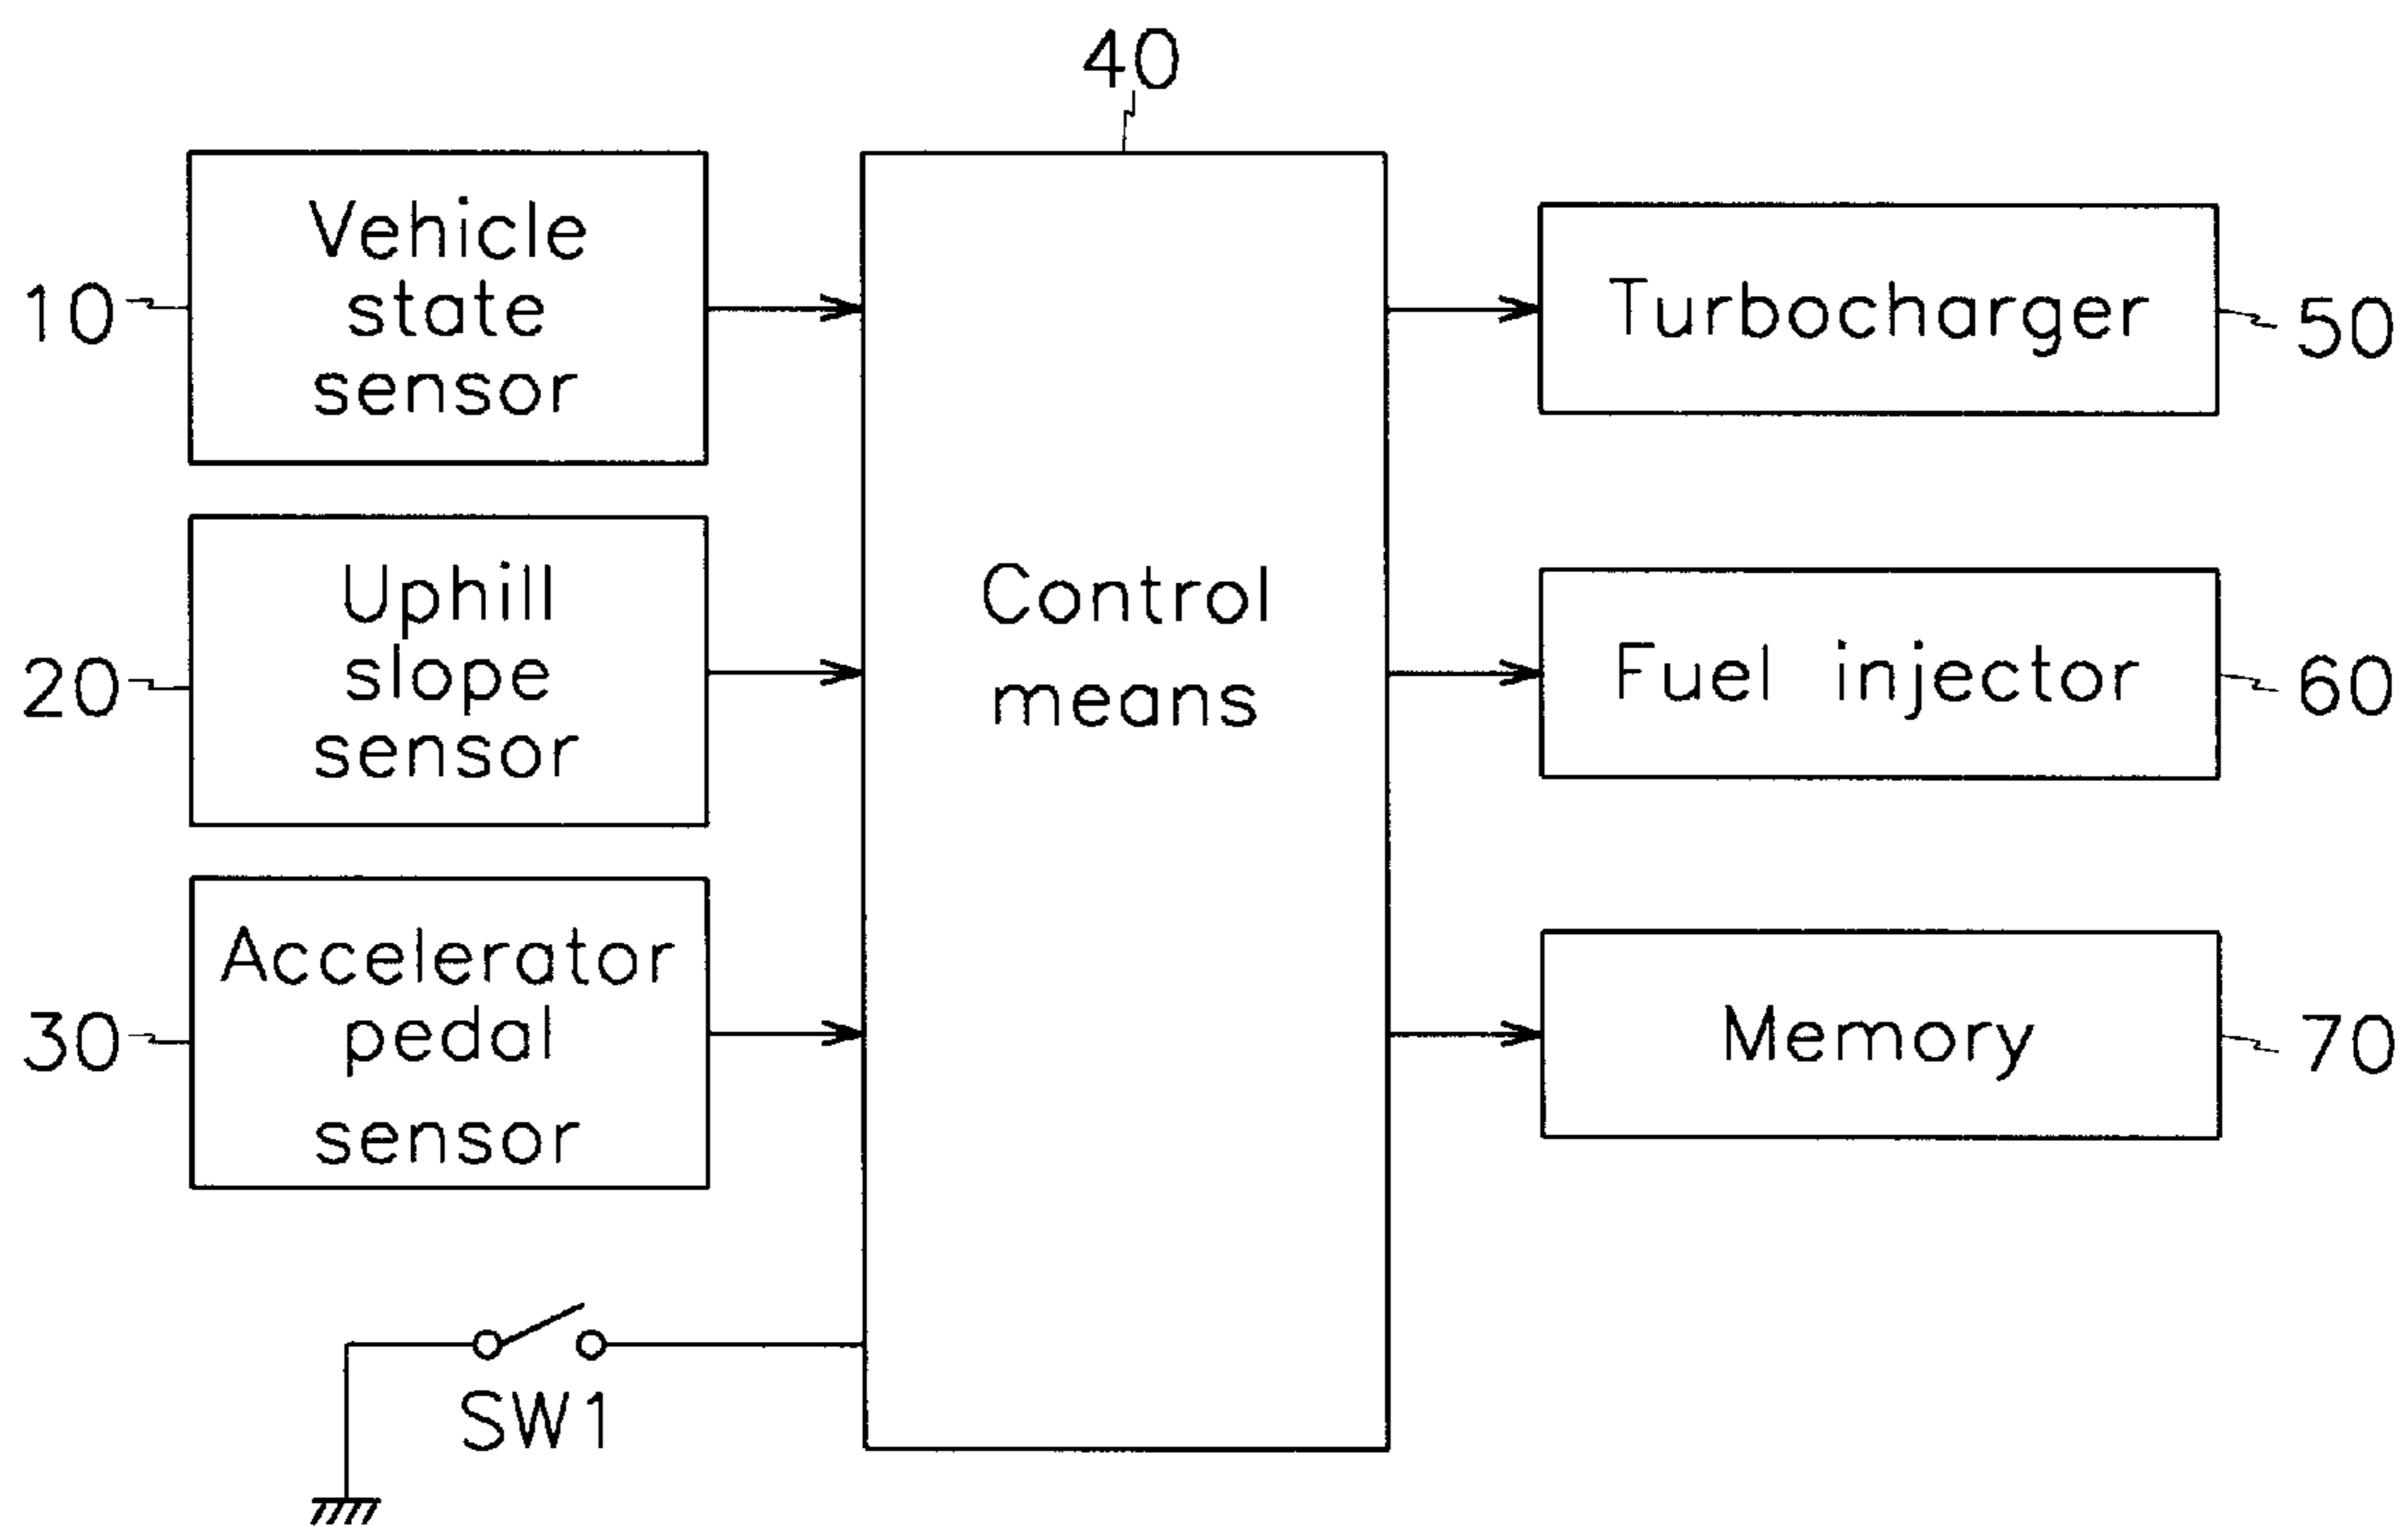 40
Vehicle
state
sensor
10
Uphill
slope
sensor
20
Accelerator
pedal
sensor
30
SW1
Control
means
Turbocharger
50
Fuel injector
60
Memory
70